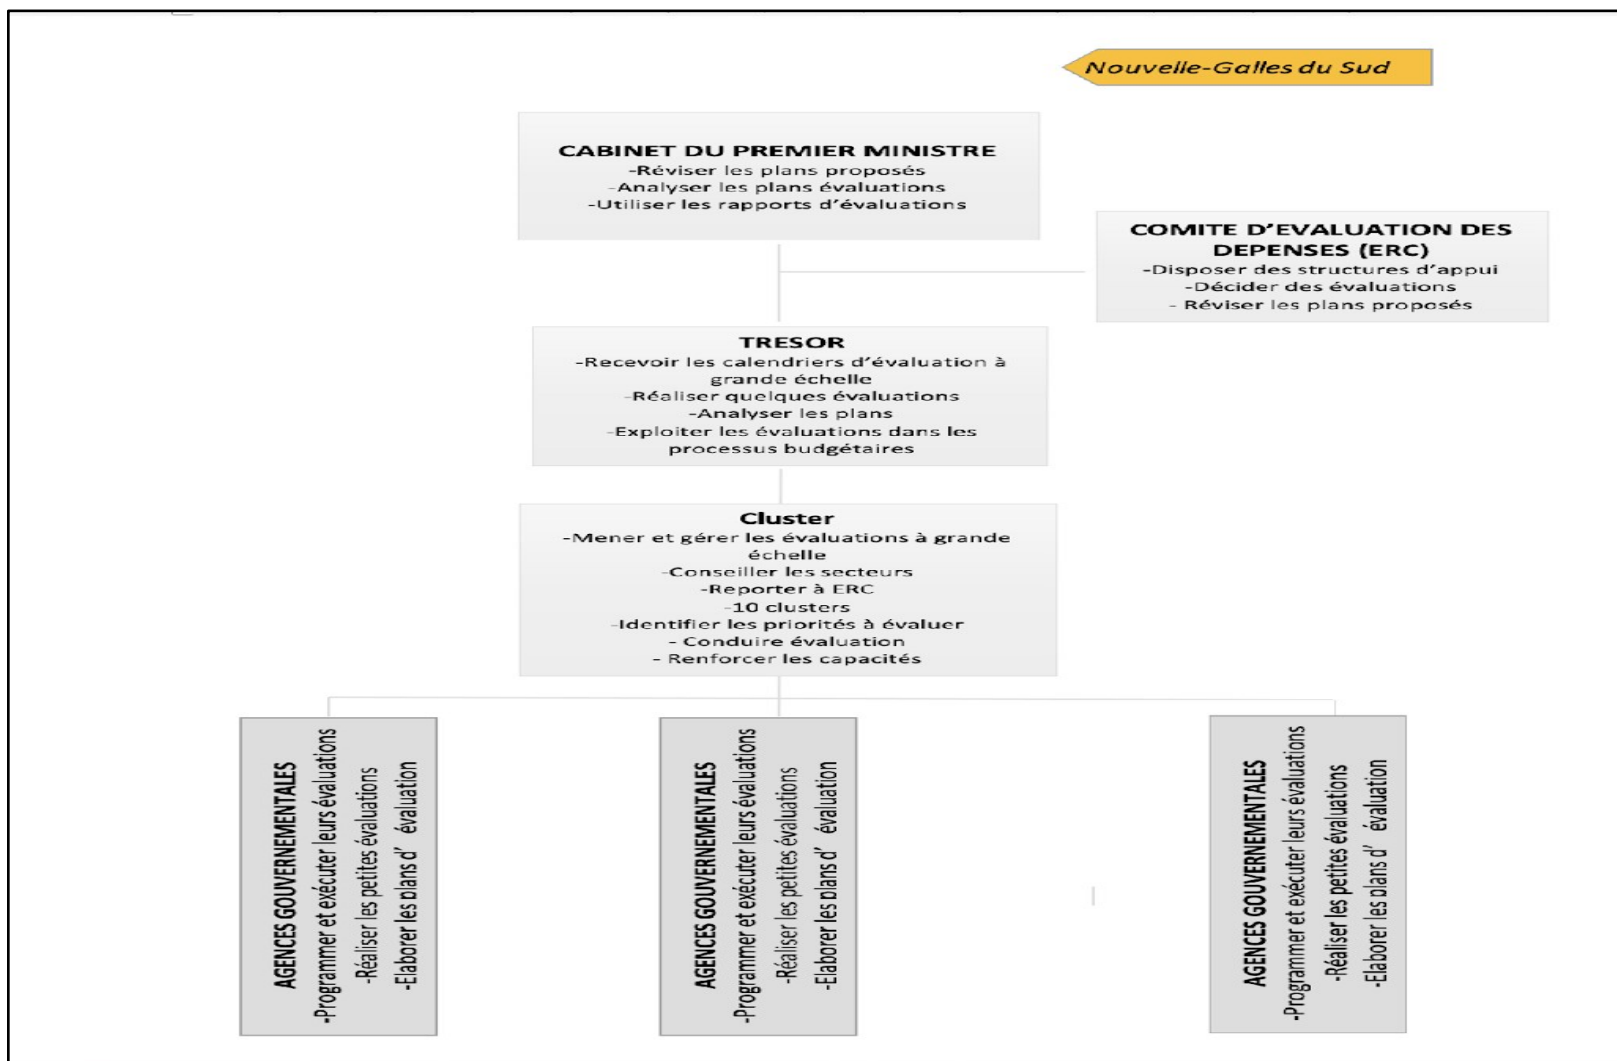 Nouvelle-Galles du Sud
CABINET DU PREMIER MINISTRE
-Réviser les plans proposés
-Analyser les plans évaluations
-Utiliser les rapports d'évaluations
COMITE D'EVALUATION DES
DEPENSES (ERC)
-Disposer des structures d'appui
-Décider des évaluations
- Réviser les plans proposés
TRESOR
-Recevoir les calendriers d'évaluation à
grande échelle
-Réaliser quelques évaluations
-Analyser les plans
-Exploiter les évaluations dans les
processus budgétaires
Cluster
-Mener et gérer les évaluations à grande
échelle
-Conseiller les secteurs
-Reporter à ERC
-10 clusters
-Identifier les priorités à évaluer
- Conduire évaluation
- Renforcer les capacités
AGENCES GOUVERNEMENTALES
-Programmer et exécuter leurs évaluations
-Réaliser les petites évaluations
-Elaborer les plans d' évaluation
AGENCES GOUVERNEMENTALES
-Programmer et exécuter leurs évaluations
-Réaliser les petites évaluations
-Elaborer les plans d' évaluation
AGENCES GOUVERNEMENTALES
-Programmer et exécuter leurs évaluations
-Réaliser les petites évaluations
-Elaborer les plans d' évaluation